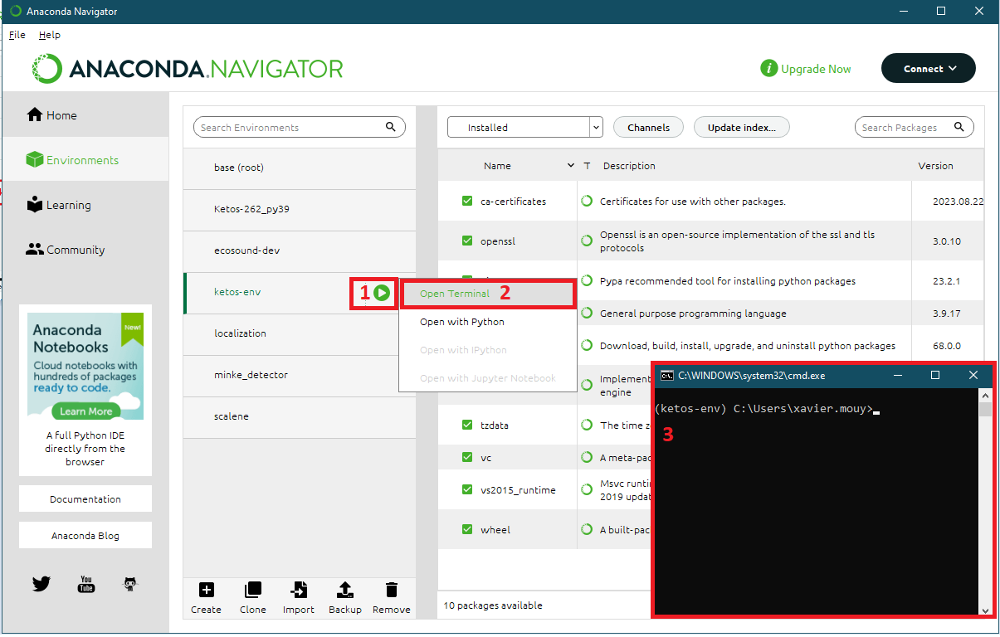 Anaconda Navigator
File Help
ANACONDA.NAVIGATOR
i Upgrade Now
Connect
Home
Environments
Learning
Community
Anaconda
Notebooks
New!
Cloud notebooks with
hundreds of packages
ready to code.
Learn More
A full Python IDE
directly from the
browser
Documentation
Anaconda Blog
You
Tube
Search Environments
base (root)
Ketos-262_py39
ecosound-dev
ketos-env
1
localization
minke_detector
scalene
Create
Clone
Import
Backup
Remove
Open Terminal 2
Open with Python
Open with IPython
Open with Jupyter Notebook
Installed
Channels
Update index...
Search Packages
Name T Description Version
ca-certificates Certificates for use with other packages. 2023.08.22
openssl Openssl is an open-source implementation of the ssl and tls
protocols 3.0.10
Pypa recommended tool for installing python packages 23.2.1
General purpose programming language 3.9.17
Download, build, install, upgrade, and uninstall python packages 68.0.0
Implement
engine
tzdata The time z
vc A meta-pac
vs2015_runtime Msvc runti
2019 updat
wheel A built-pac
10 packages available
C:\WINDOWS\system32\cmd.exe
(ketos-env) C:\Users\xavier.mouy>
3